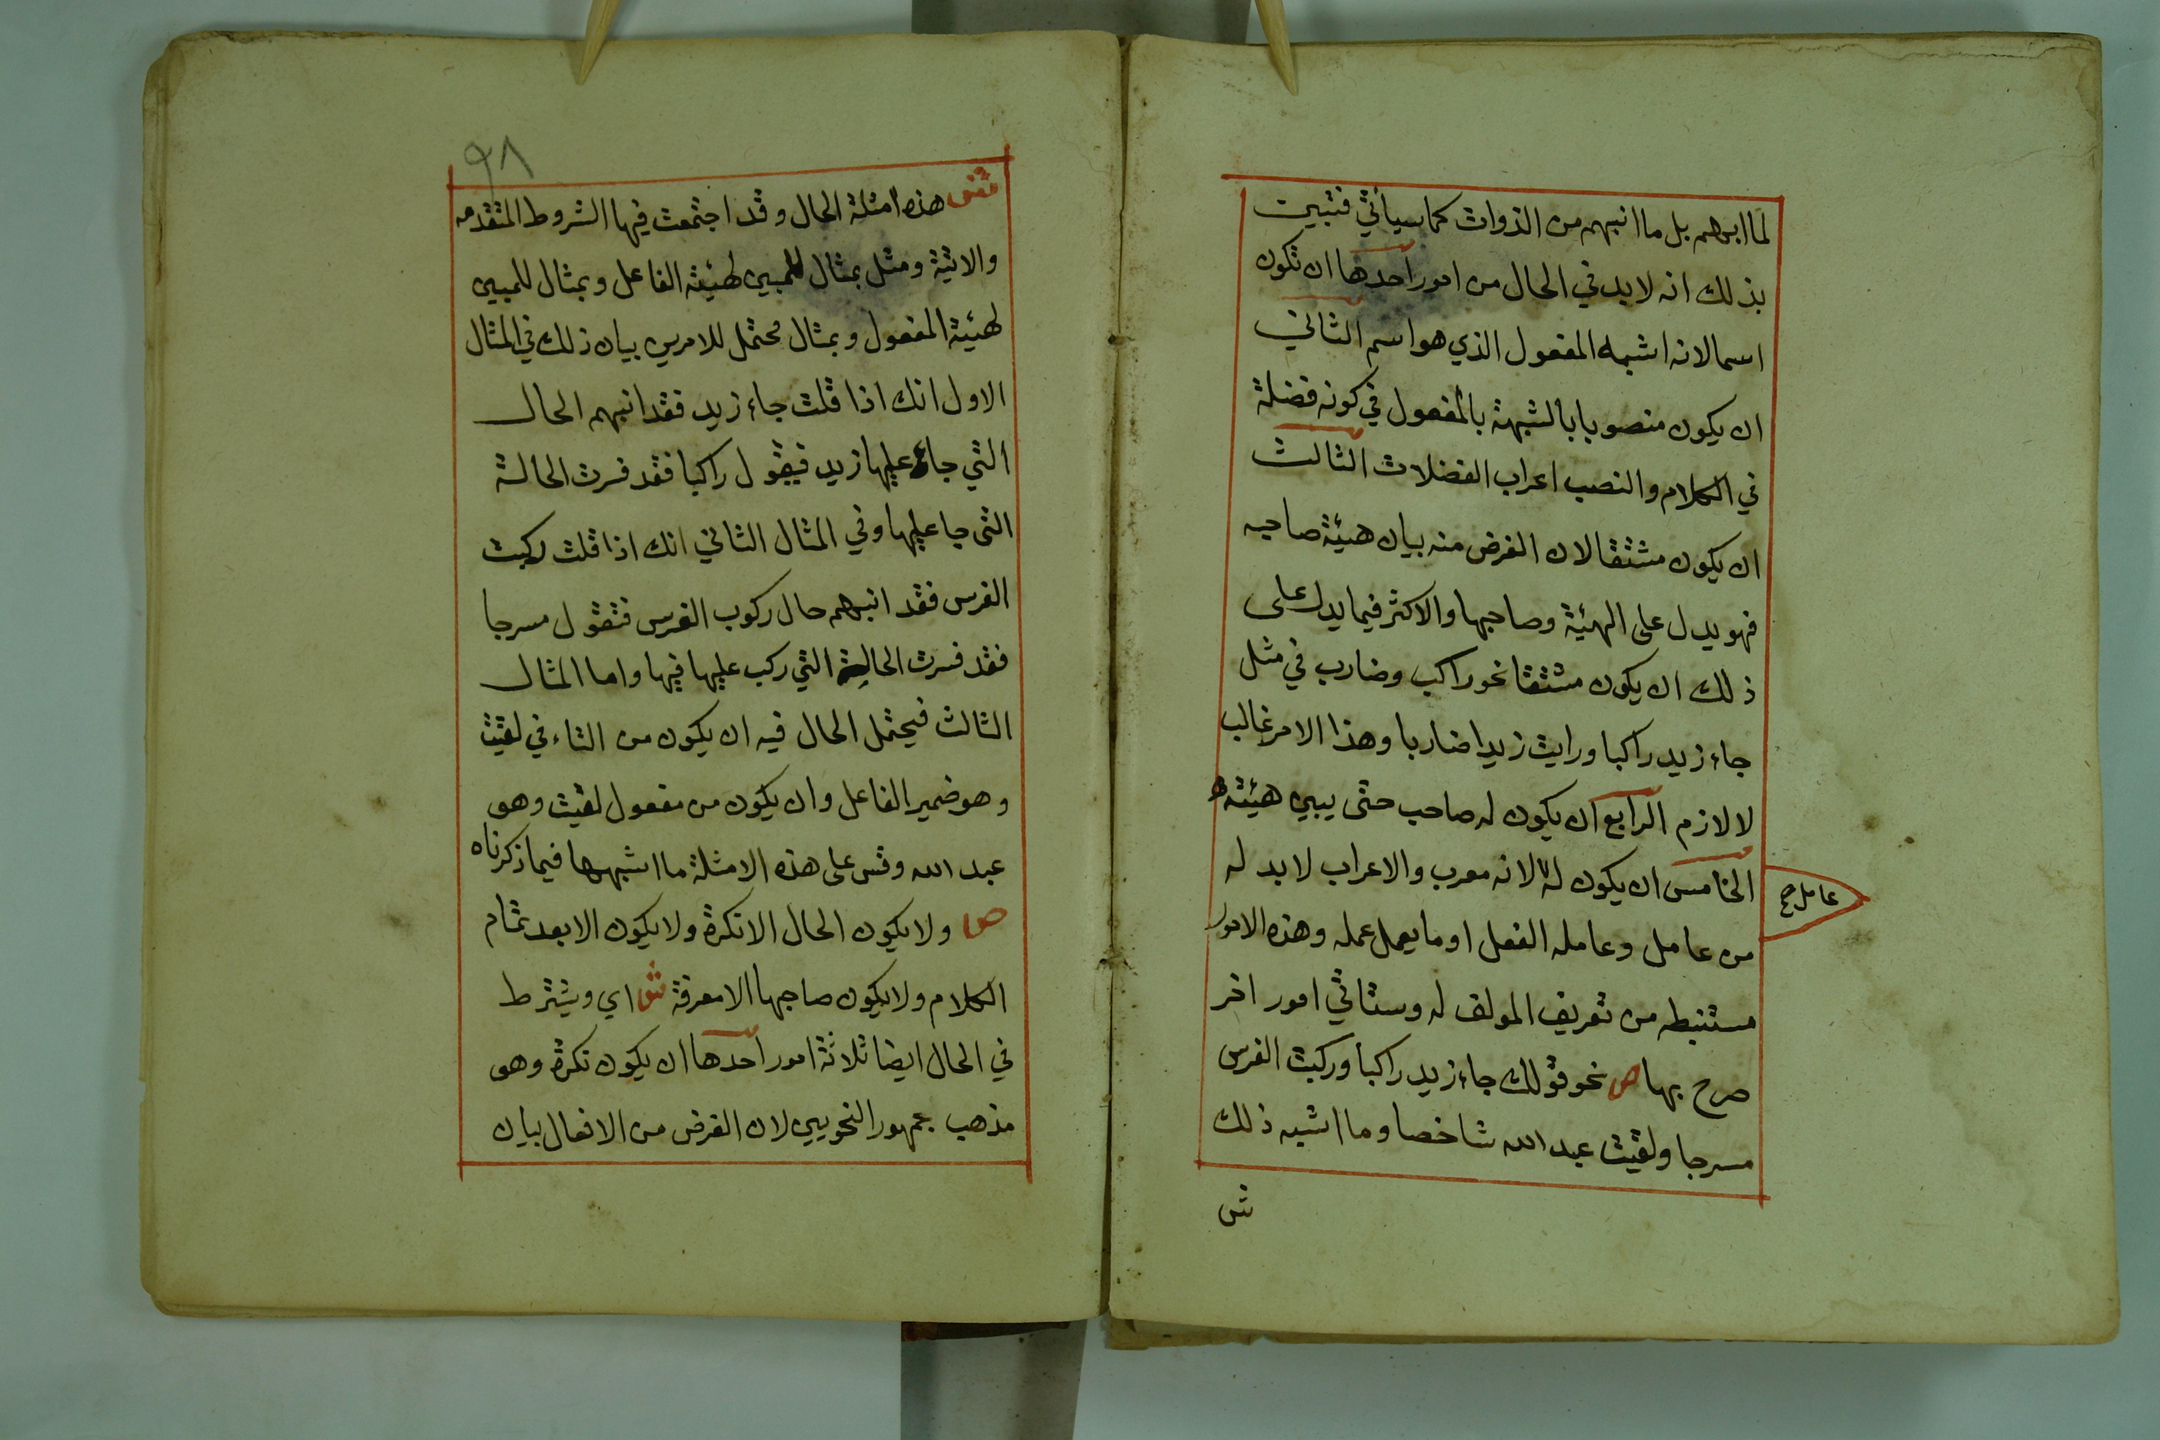 لما ابرهم بل ما انبهم من الذوات كما سياتي فتبين
بذلك انه لابد في الحال من امور احدها ان تكون
اسما لانه اشبه المفعول الذي هو اسم الثاني
ان يكون منصوبا بالشبهة بالمفعول في كونه فضلة
في الكلام والنصب اعراب الفضلات الثالث
ان يكون مشتقا لان الغرض منه بيان هيئة صاحبه
فهو يدل على الهيئة وصاحبها والاكثر فيما يدل على
ذلك ان يكون مشتقا نحو راكب وضارب في مثل
جاء زيد راكبا ورايت زيدا ضاربا وهذا الامر غالب
لا لازم الرابع ان يكون له صاحب حتى يبين هيئته
الخامس ان يكون له لانه معرب والاعراب لابد له
عامل صح
من عامل وعامله الفعل او ما يعمل عمله وهذه الامور
مستنبطه من تعريف المولف له وستاتي امور اخر
صرح بها ص نحو قولك جاء زيد راكبا وركبت الفرس
مسرجا ولقيت عبد الله شاخصا وما اشبه ذلك
ش
٩٨
ش هذه امثلة الحال وقد اجتمعت فيها الشروط المتقدمه
والاتية ومثل بمثال للمبين لهيئة الفاعل وبمثال للمبين
لهيئة المفعول وبمثال محتمل للامرين بيان ذلك في المثال
الاول انك اذا قلت جاء زيد فقد انبهم الحال
التي جاء عليها زيد فيقول راكبا فقد فسرت الحالة
التى جا عليها وفي المثال الثاني انك اذا قلت ركبت
الفرس فقد انبهم حال ركوب الفرس فتقول مسرجا
فقد فسرت الحالة التي ركب عليها فيها واما المثال
الثالث فيحتمل الحال فيه ان يكون من التاء في لقيت
وهو ضمير الفاعل وان يكون من مفعول لقيت وهو
عبد الله وقس على هذه الامثلة ما اشبهها فيما ذكرناه
ص ولا يكون الحال الا نكرة ولا يكون الا بعد تمام
الكلام ولا يكون صاحبها الا معرفة ش اي ويشترط
في الحال ايضا ثلاثة امور احدها ان يكون نكرة وهو
مذهب جمهور النحويين لان الغرض من الافعال بيان